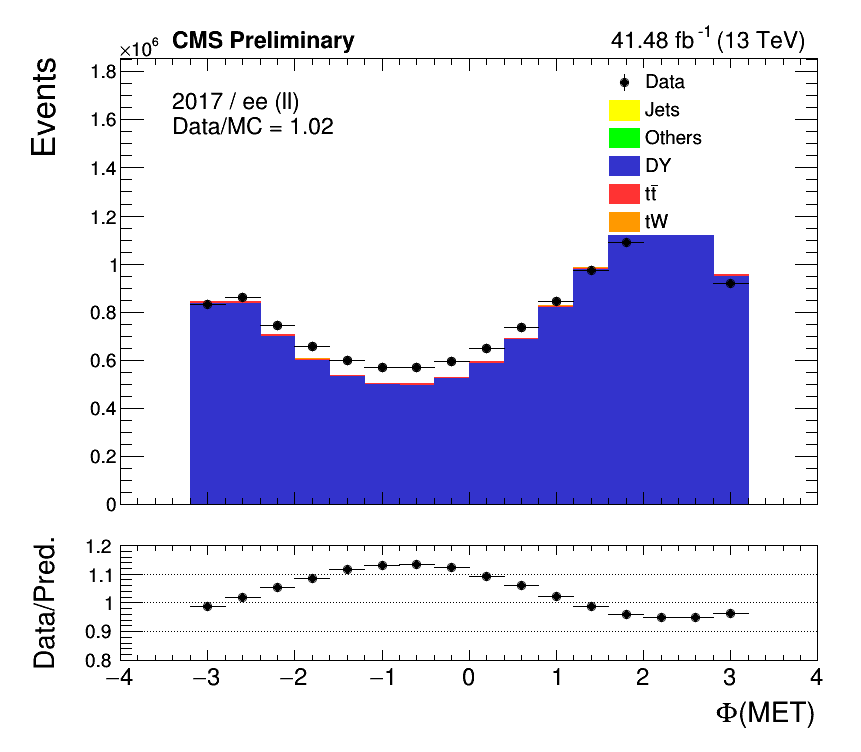 ×10⁶ CMS Preliminary 41.48 fb⁻¹ (13 TeV)
Events
2017 / ee (ll)
Data/MC = 1.02
Data
Jets
Others
DY
tt̄
tW
1.8
1.6
1.4
1.2
1
0.8
0.6
0.4
0.2
0
Data/Pred.
1.2
1.1
1
0.9
0.8
−4 −3 −2 −1 0 1 2 3 4
Φ(MET)